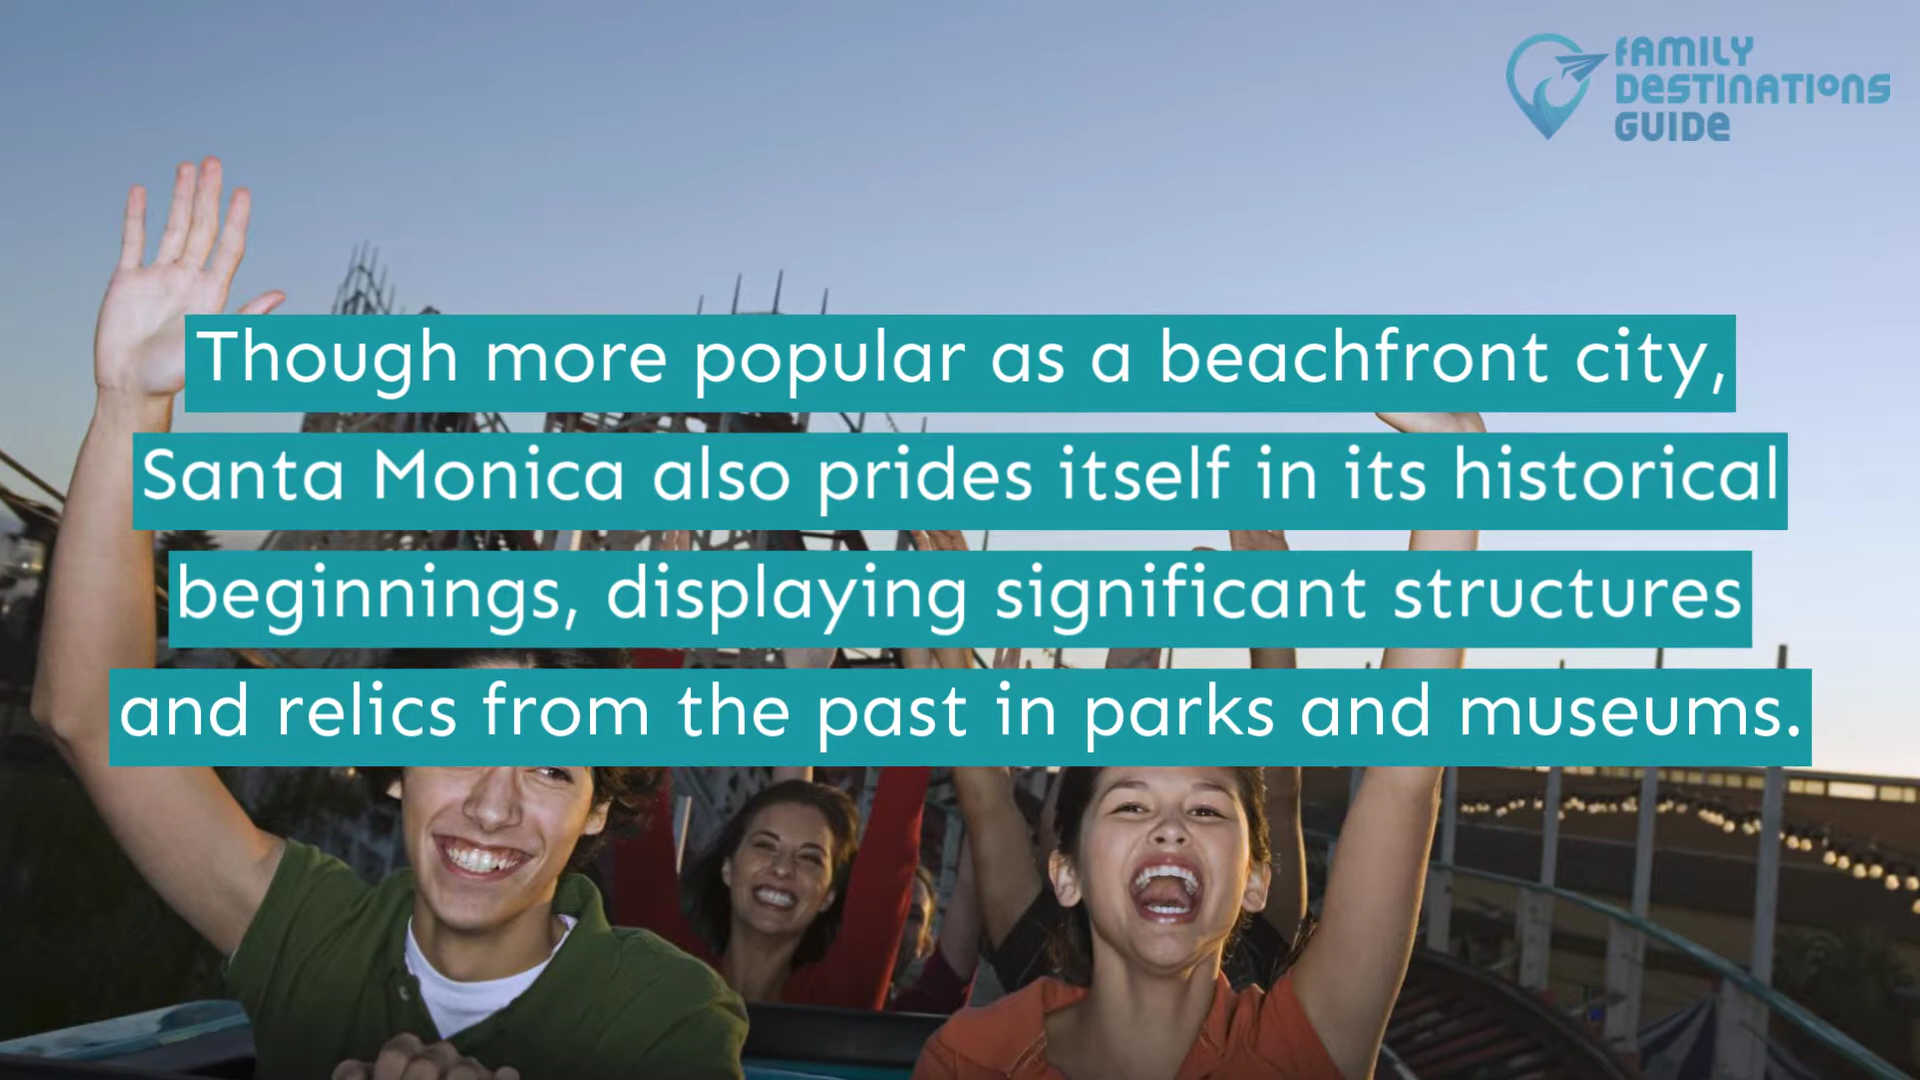 FAMILY
DESTINATIONS
GUIDE
Though more popular as a beachfront city,
Santa Monica also prides itself in its historical
beginnings, displaying significant structures
and relics from the past in parks and museums.